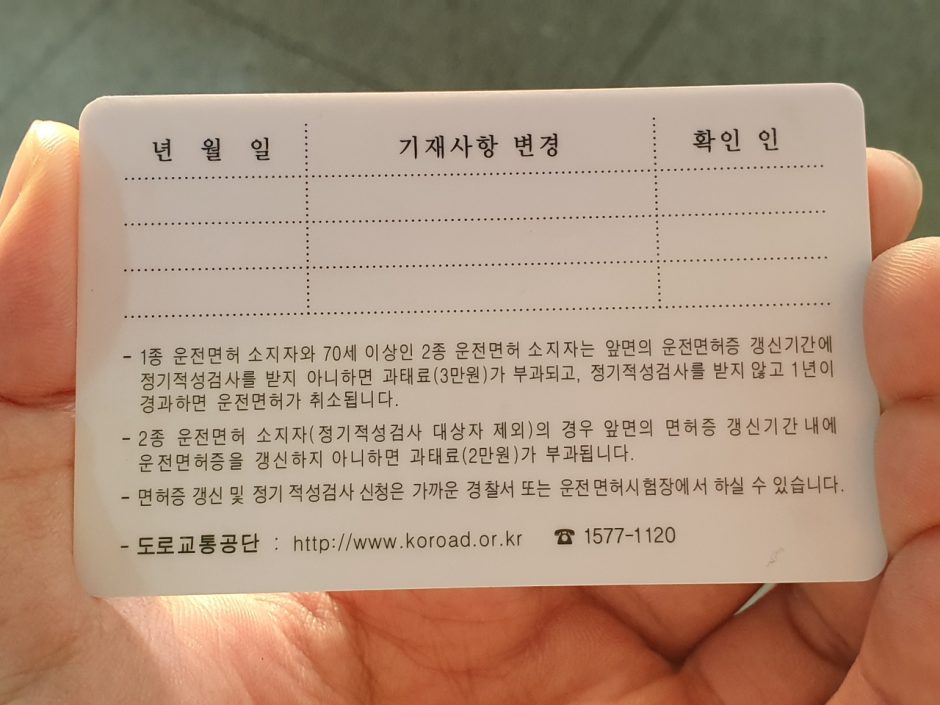 년 월 일 기재사항 변경 확인 인
- 1종 운전면허 소지자와 70세 이상인 2종 운전면허 소지자는 앞면의 운전면허증 갱신기간에
정기적성검사를 받지 아니하면 과태료(3만원)가 부과되고, 정기적성검사를 받지 않고 1년이
경과하면 운전면허가 취소됩니다.
- 2종 운전면허 소지자(정기적성검사 대상자 제외)의 경우 앞면의 면허증 갱신기간 내에
운전면허증을 갱신하지 아니하면 과태료(2만원)가 부과됩니다.
- 면허증 갱신 및 정기 적성검사 신청은 가까운 경찰서 또는 운전면허시험장에서 하실 수 있습니다.
- 도로교통공단 : http://www.koroad.or.kr ☎ 1577-1120